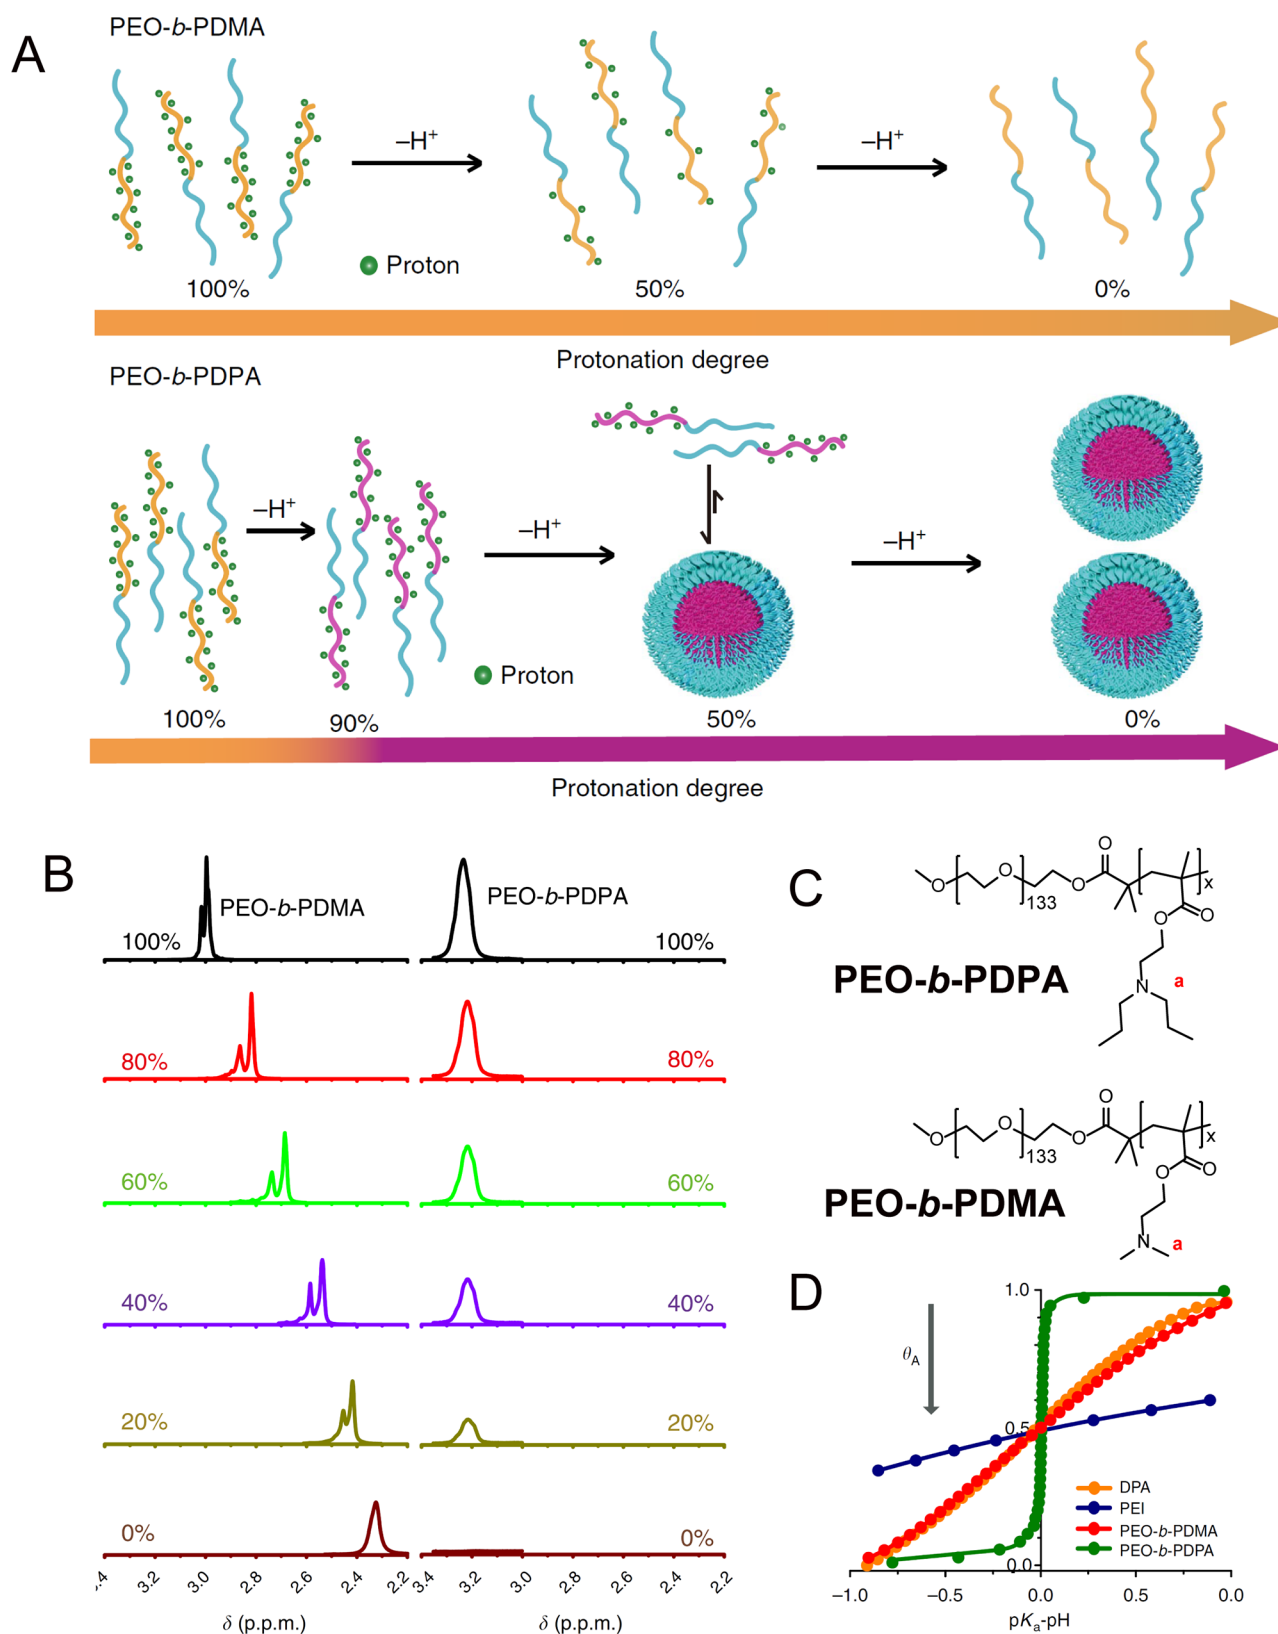 A
PEO-b-PDMA
–H+
–H+
Proton
100%
50%
0%
Protonation degree
PEO-b-PDPA
–H+
–H+
–H+
Proton
100%
90%
50%
0%
Protonation degree
B
PEO-b-PDMA
PEO-b-PDPA
100%
100%
80%
80%
60%
60%
40%
40%
20%
20%
0%
0%
.4 3.2 3.0 2.8 2.6 2.4 2.2
3.4 3.2 3.0 2.8 2.6 2.4 2.2
δ (p.p.m.)
δ (p.p.m.)
C
O
O
O
O
133
x
O
O
N
a
PEO-b-PDPA
O
O
O
O
133
x
O
O
N
a
PEO-b-PDMA
D
1.0
θA
0.5
0.0
DPA
PEI
PEO-b-PDMA
PEO-b-PDPA
–1.0 –0.5 0.0 0.5 0.0
pKa-pH